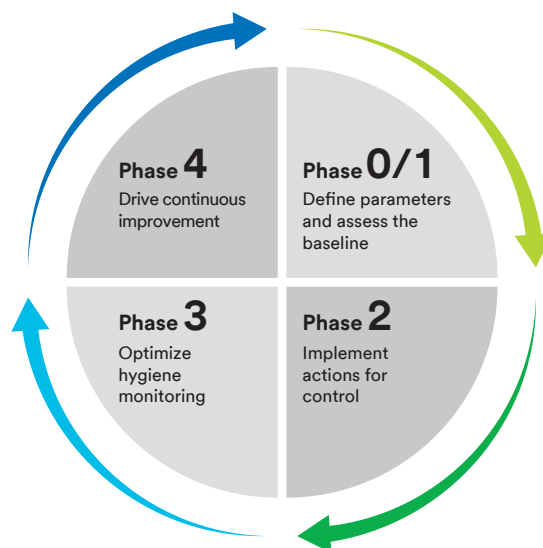 Phase 4
Drive continuous
improvement
Phase 0/1
Define parameters
and assess the
baseline
Phase 3
Optimize
hygiene
monitoring
Phase 2
Implement
actions for
control